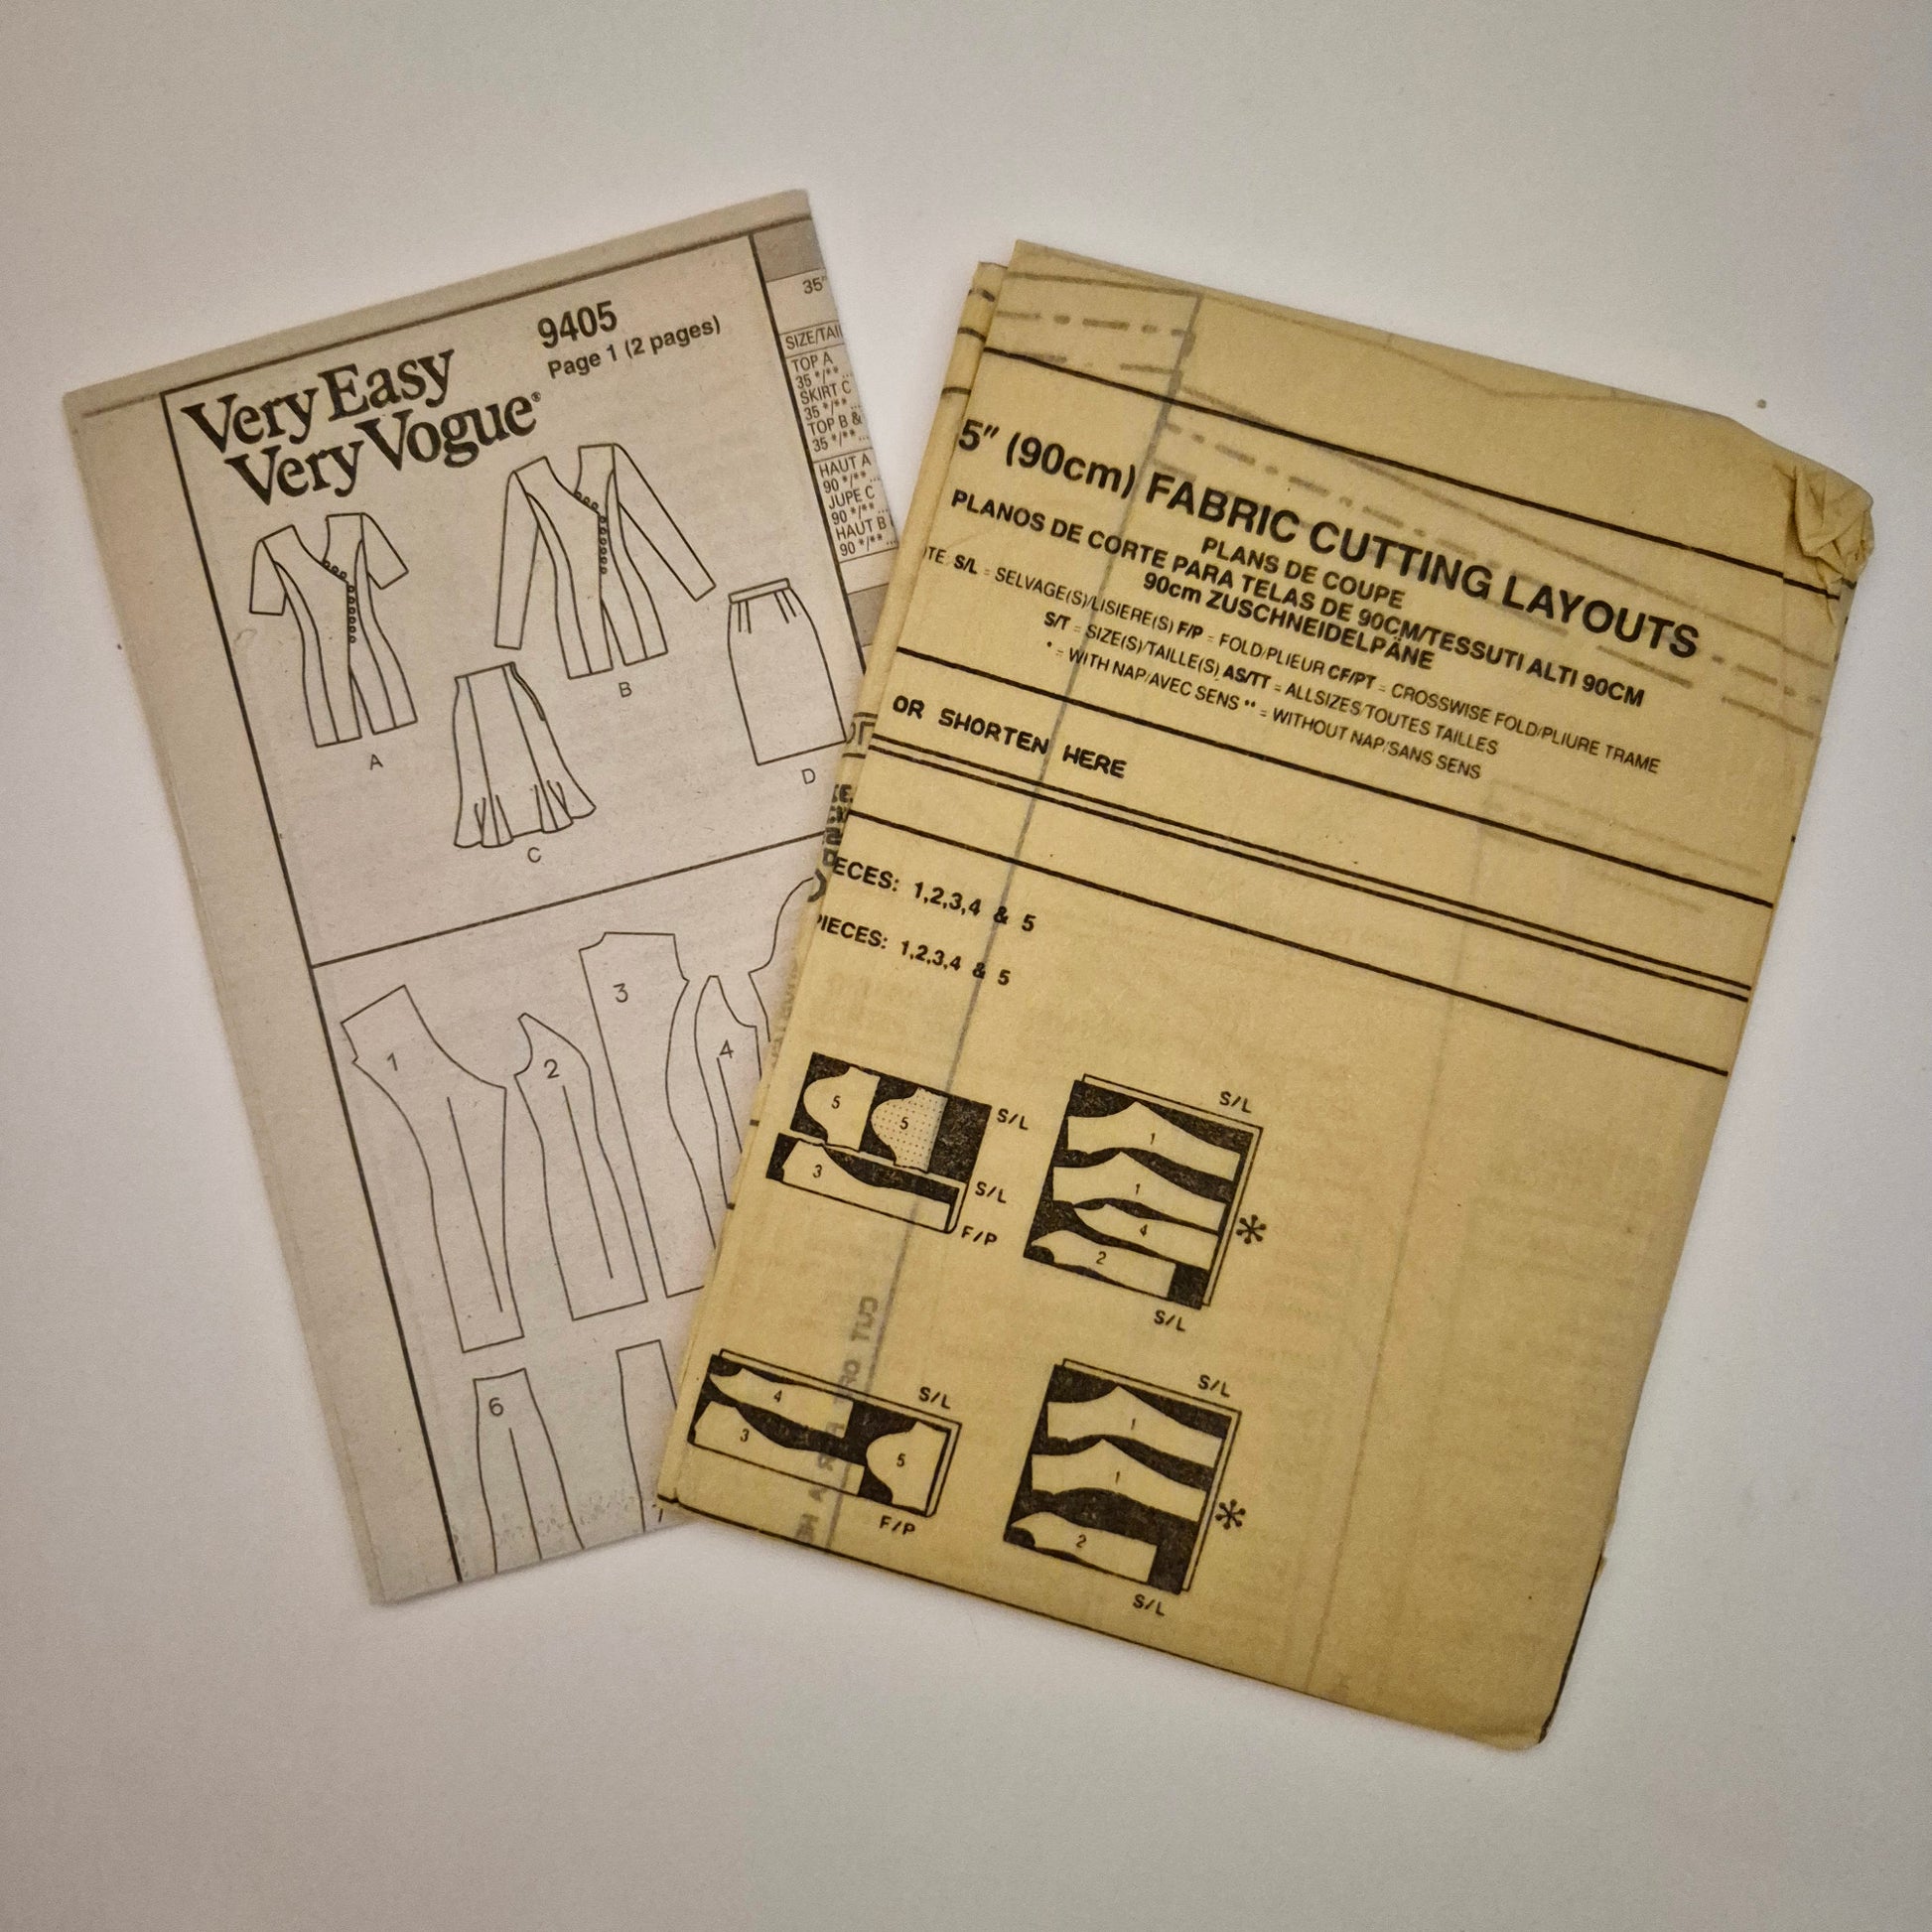 9405
Page 1 (2 pages)
Very Easy
Very Vogue®
A
B
C
D
35"
SIZE/TAIL
TOP A
35 */** ...
SKIRT C
35 */** ...
TOP B &
35 */** ...
HAUT A
90 */** ...
JUPE C
90 */** ...
HAUT B
90 */** ...
1
2
3
4
6
5" (90cm) FABRIC CUTTING LAYOUTS
PLANS DE COUPE
PLANOS DE CORTE PARA TELAS DE 90CM/TESSUTI ALTI 90CM
90cm ZUSCHNEIDELPÄNE
TE S/L = SELVAGE(S)/LISIERE(S) F/P = FOLD/PLIEUR CF/PT = CROSSWISE FOLD/PLIURE TRAME
S/T = SIZE(S)/TAILLE(S) AS/TT = ALLSIZES/TOUTES TAILLES
* = WITH NAP/AVEC SENS ** = WITHOUT NAP/SANS SENS
OR SHORTEN HERE
ECES: 1,2,3,4 & 5
PIECES: 1,2,3,4 & 5
5
5
3
S/L
S/L
F/P
S/L
1
1
4
2
*
S/L
4
3
5
S/L
F/P
S/L
1
1
2
*
S/L
CUT OR